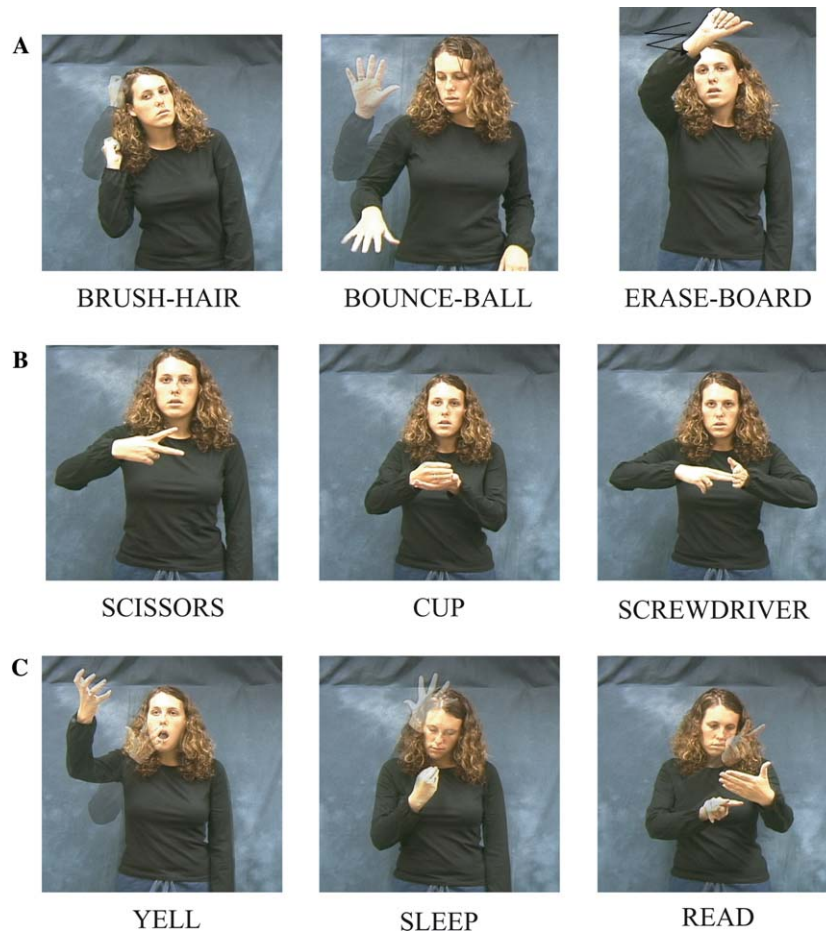 A
BRUSH-HAIR BOUNCE-BALL ERASE-BOARD
B
SCISSORS CUP SCREWDRIVER
C
YELL SLEEP READ